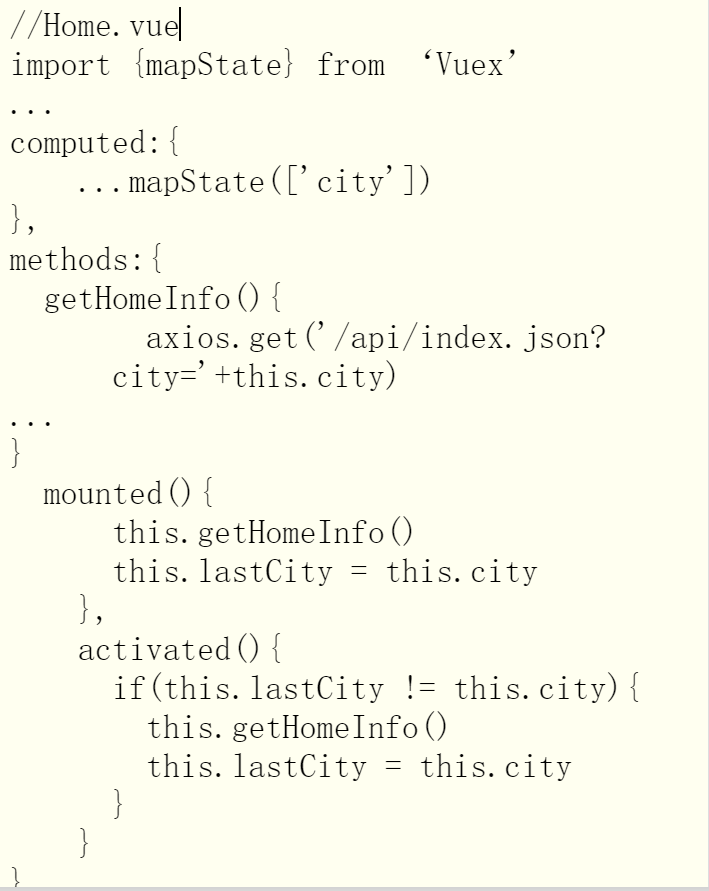 //Home.vue
import {mapState} from ‘Vuex’
...
computed:{
    ...mapState([’city’])
},
methods:{
  getHomeInfo(){
        axios.get(’/api/index.json?
      city=’+this.city)
...
}
  mounted(){
      this.getHomeInfo()
      this.lastCity = this.city
    },
    activated(){
      if(this.lastCity != this.city){
        this.getHomeInfo()
        this.lastCity = this.city
      }
    }
}